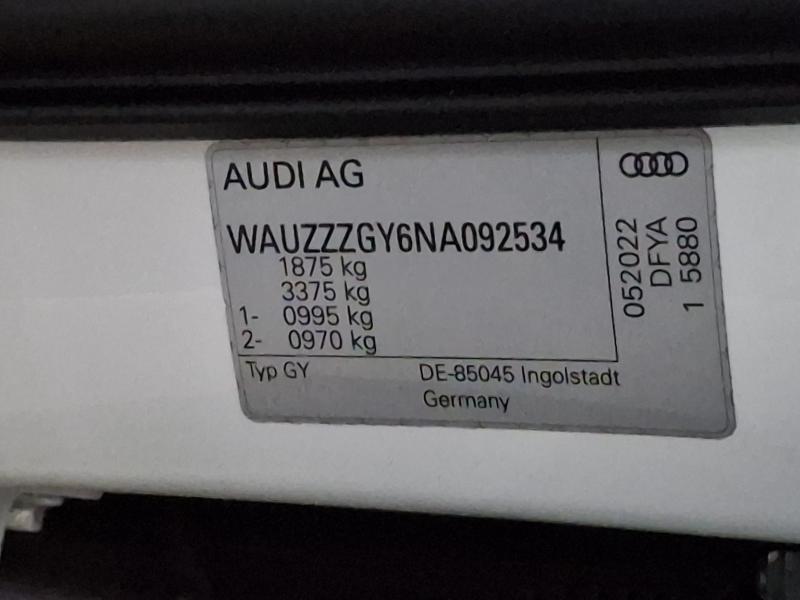 AUDI AG
WAUZZZGY6NA092534
1875 kg
3375 kg
1- 0995 kg
2- 0970 kg
Typ GY
DE-85045 Ingolstadt
Germany
052022
DFYA
1 5880